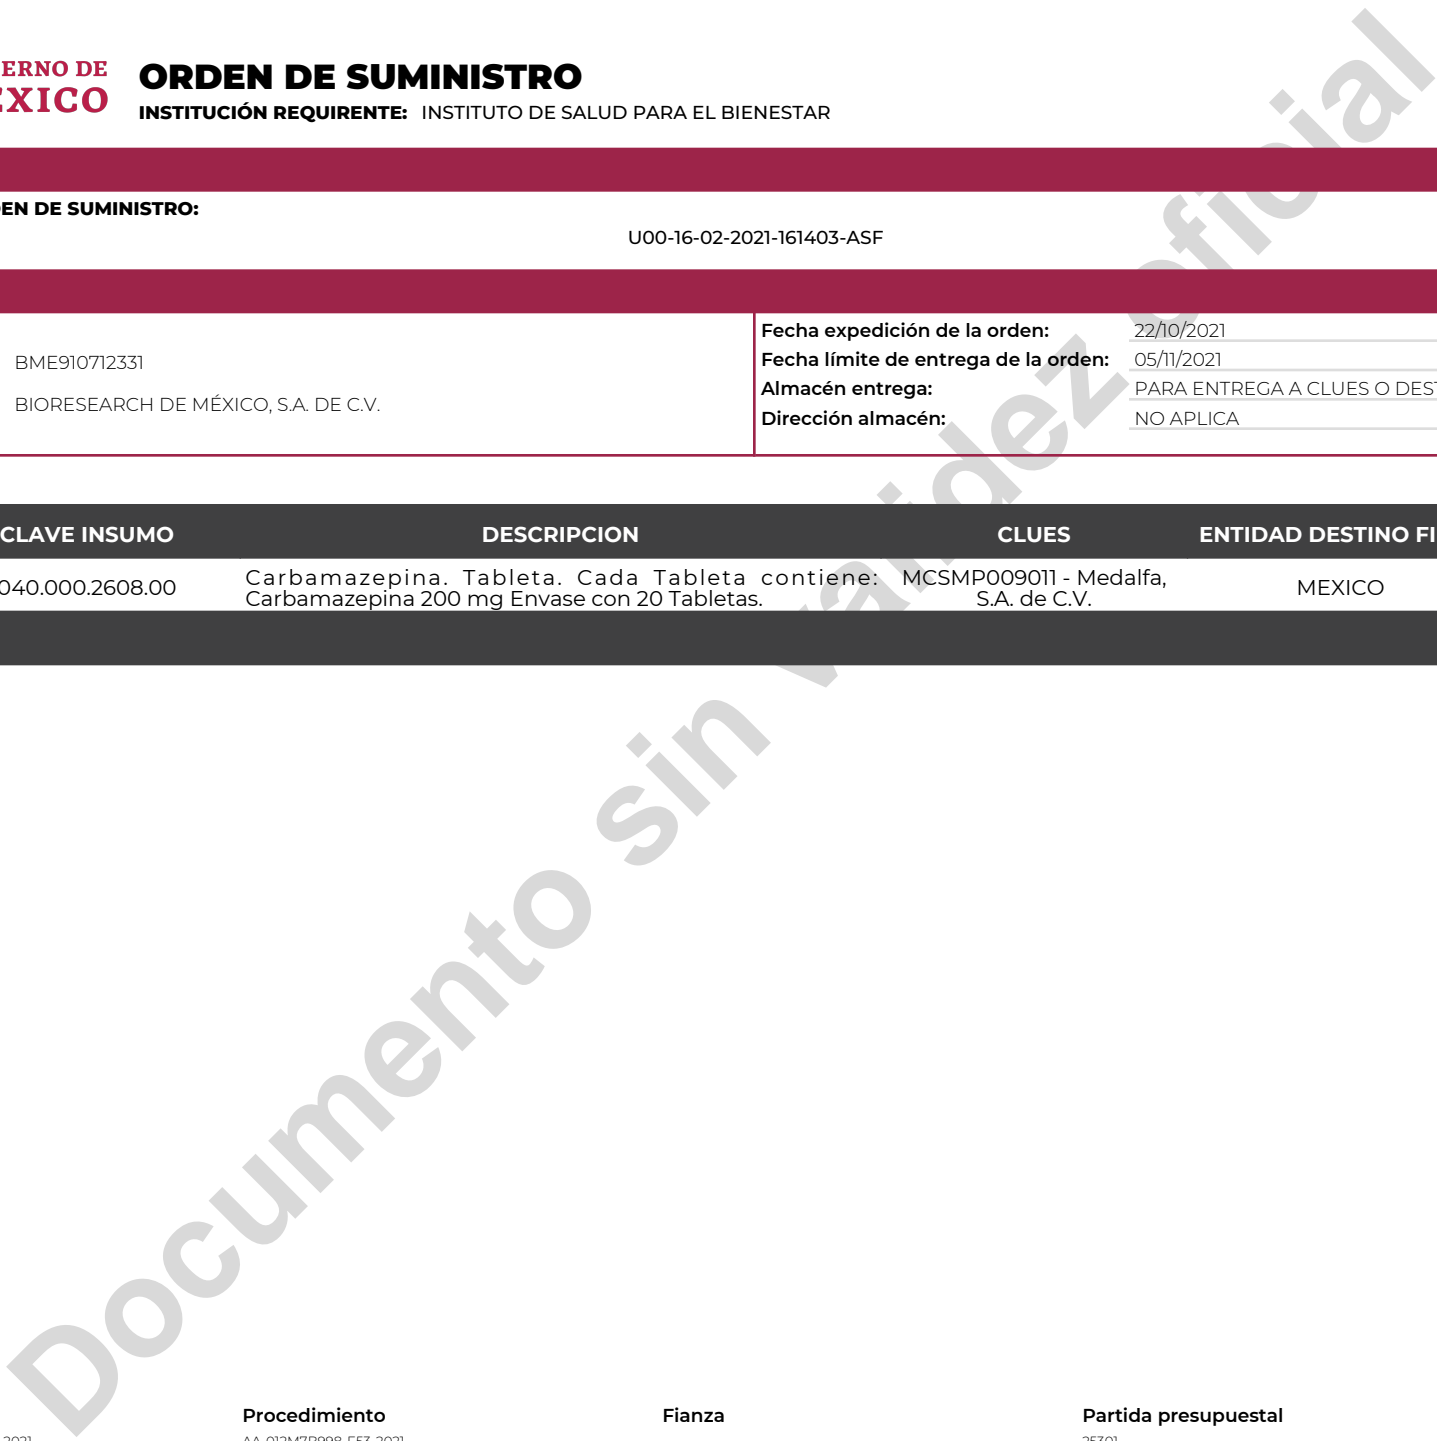 ERNO DE
EXICO
ORDEN DE SUMINISTRO
INSTITUCIÓN REQUIRENTE: INSTITUTO DE SALUD PARA EL BIENESTAR
EN DE SUMINISTRO:
U00-16-02-2021-161403-ASF
BME910712331
BIORESEARCH DE MÉXICO, S.A. DE C.V.
Fecha expedición de la orden: 22/10/2021
Fecha límite de entrega de la orden: 05/11/2021
Almacén entrega: PARA ENTREGA A CLUES O DEST
Dirección almacén: NO APLICA
CLAVE INSUMO DESCRIPCION CLUES ENTIDAD DESTINO FI
040.000.2608.00 Carbamazepina. Tableta. Cada Tableta contiene: Carbamazepina 200 mg Envase con 20 Tabletas. MCSMP009011 - Medalfa, S.A. de C.V. MEXICO
Documento sin validez oficial
Procedimiento Fianza Partida presupuestal